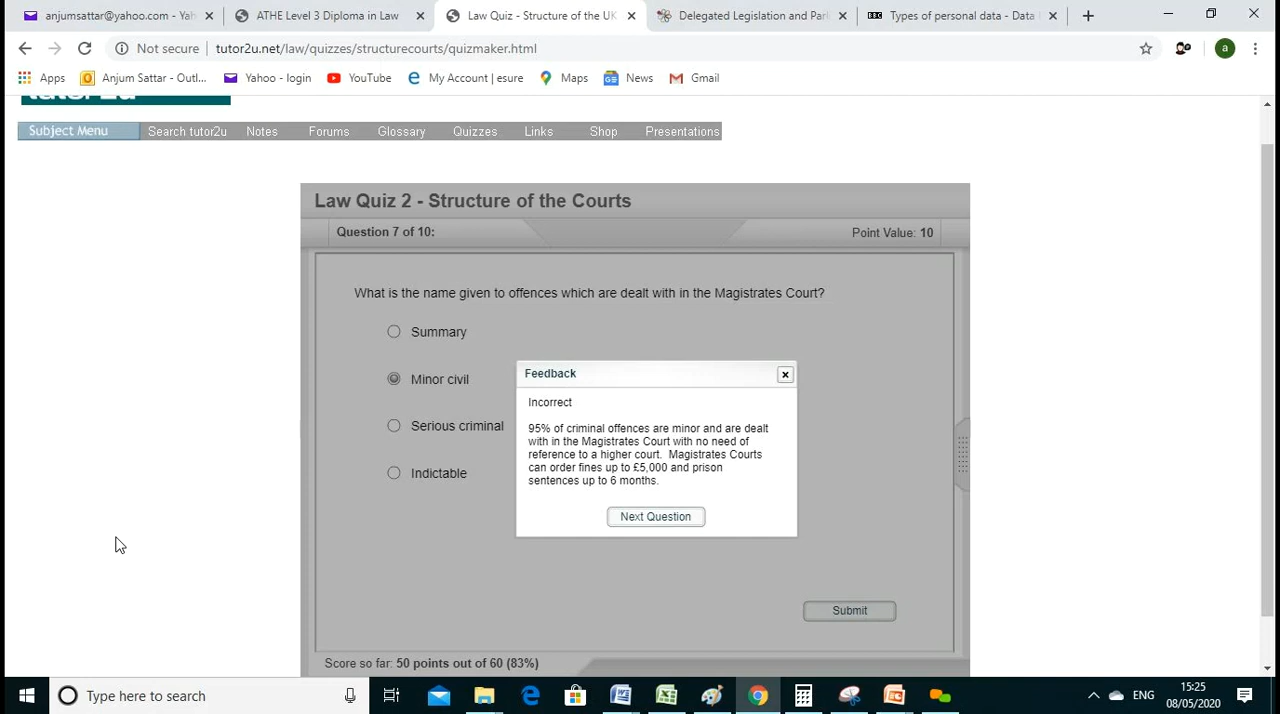 anjumsattar@yahoo.com - Yah
ATHE Level 3 Diploma in Law
Law Quiz - Structure of the UK
Delegated Legislation and Parl
Types of personal data - Data
Not secure
tutor2u.net/law/quizzes/structurecourts/quizmaker.html
a
Apps
Anjum Sattar - Outl...
Yahoo - login
YouTube
My Account | esure
Maps
News
Gmail
tutor2u
Subject Menu
Search tutor2u
Notes
Forums
Glossary
Quizzes
Links
Shop
Presentations
Law Quiz 2 - Structure of the Courts
Question 7 of 10:
Point Value: 10
What is the name given to offences which are dealt with in the Magistrates Court?
Summary
Minor civil
Serious criminal
Indictable
Feedback
Incorrect
95% of criminal offences are minor and are dealt
with in the Magistrates Court with no need of
reference to a higher court. Magistrates Courts
can order fines up to £5,000 and prison
sentences up to 6 months.
Next Question
Submit
Score so far: 50 points out of 60 (83%)
Type here to search
ENG
15:25
08/05/2020